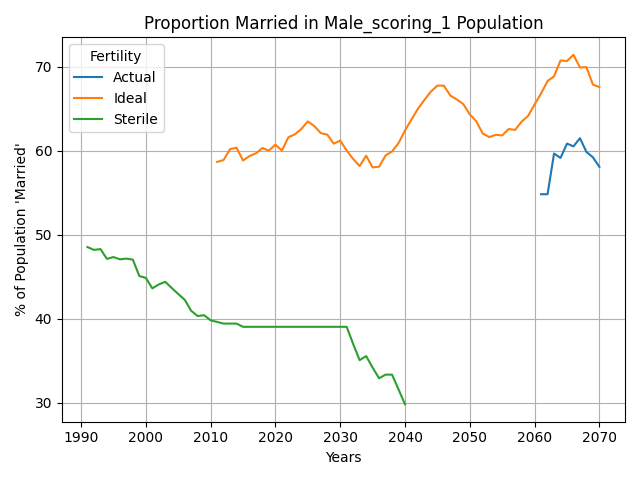 Proportion Married in Male_scoring_1 Population
Fertility
Actual
Ideal
Sterile
% of Population 'Married'
70
60
50
40
30
1990 2000 2010 2020 2030 2040 2050 2060 2070
Years